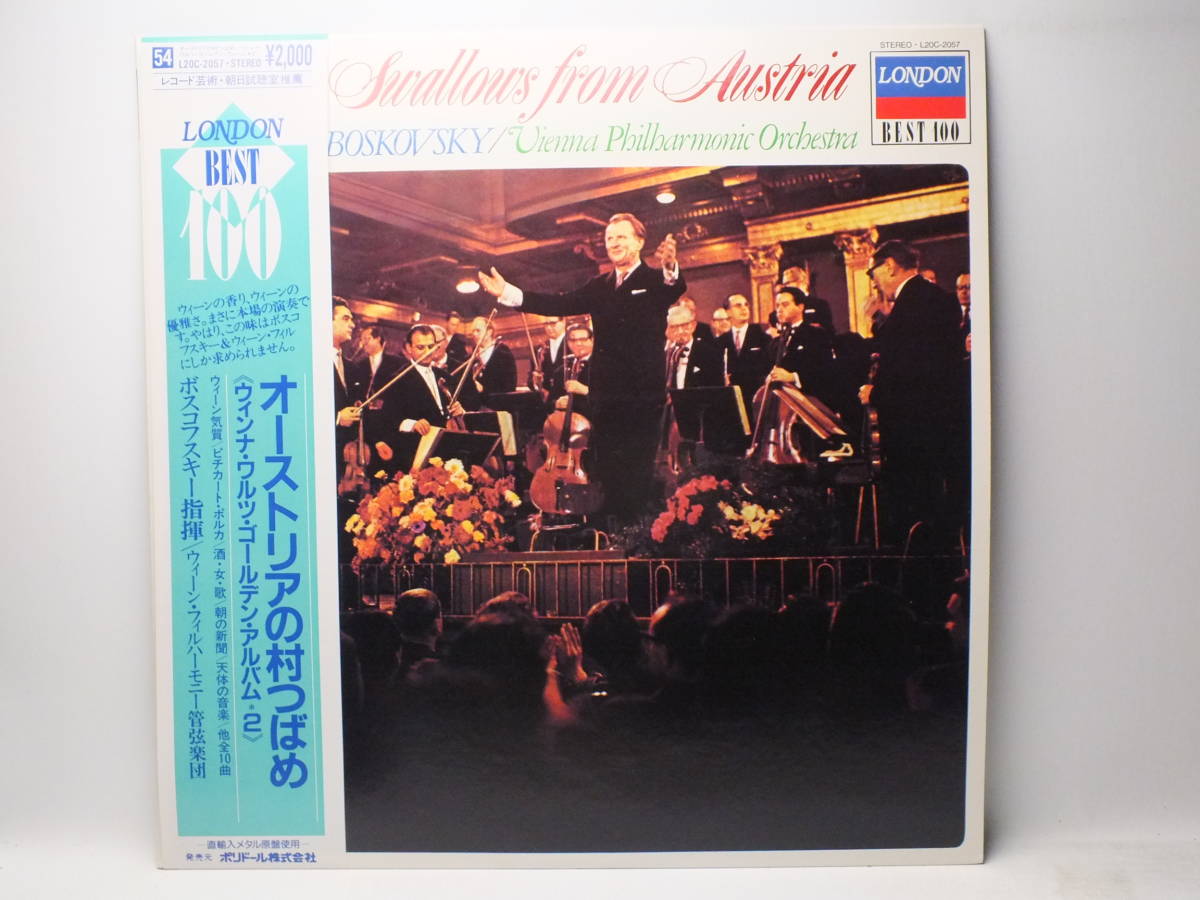 54
L20C-2057・STEREO
¥2,000
レコード芸術・朝日試聴室推薦
LONDON
BEST
100
ウィーンの香り、ウィーンの
優雅さ。まさに本場の演奏で
す。やはり、この味はボスコ
フスキー&ウィーン・フィル
にしか求められません。
オーストリアの村つばめ
《ウィンナ・ワルツ・ゴールデン・アルバム*2》
ウィーン気質/ピチカート・ポルカ/酒・女・歌/朝の新聞/天体の音楽/他全10曲
ボスコフスキー指揮/ウィーン・フィルハーモニー管弦楽団
—直輸入メタル原盤使用—
発売元 ポリドール株式会社
Swallows from Austria
BOSKOVSKY/Vienna Philharmonic Orchestra
STEREO・L20C-2057
LONDON
BEST 100